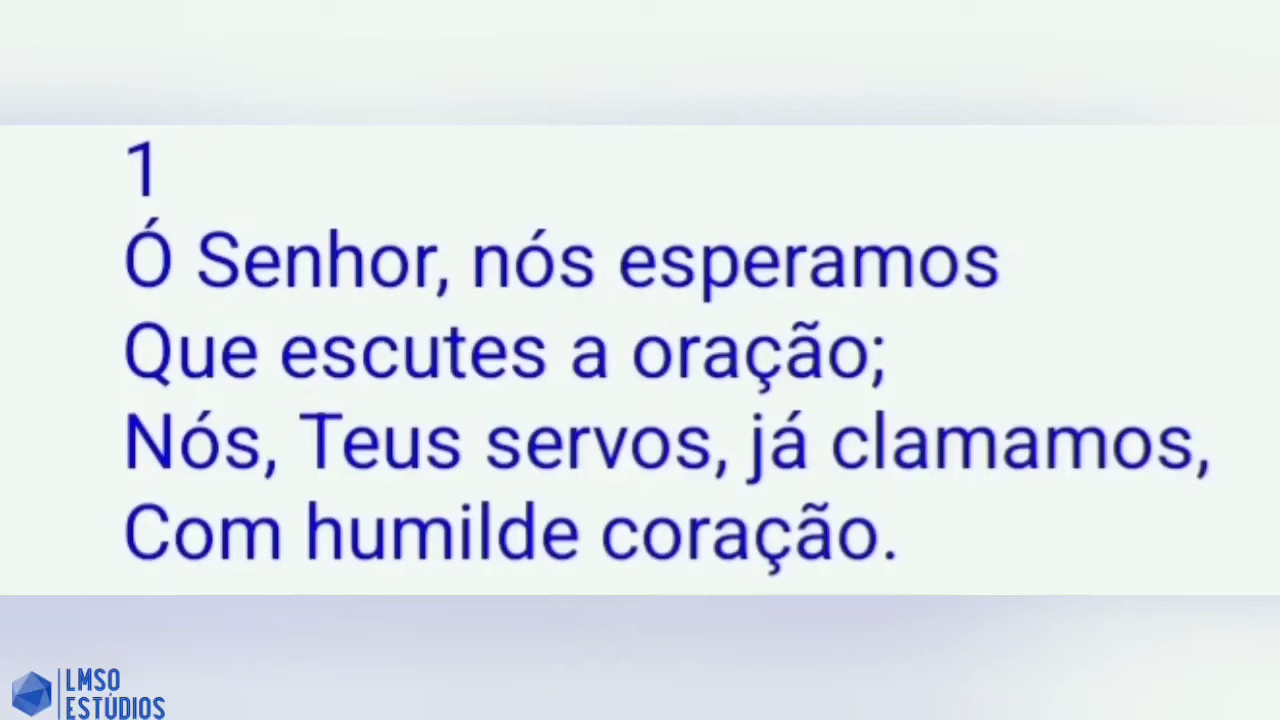 1
Ó Senhor, nós esperamos
Que escutes a oração;
Nós, Teus servos, já clamamos,
Com humilde coração.
LMSO
ESTÚDIOS